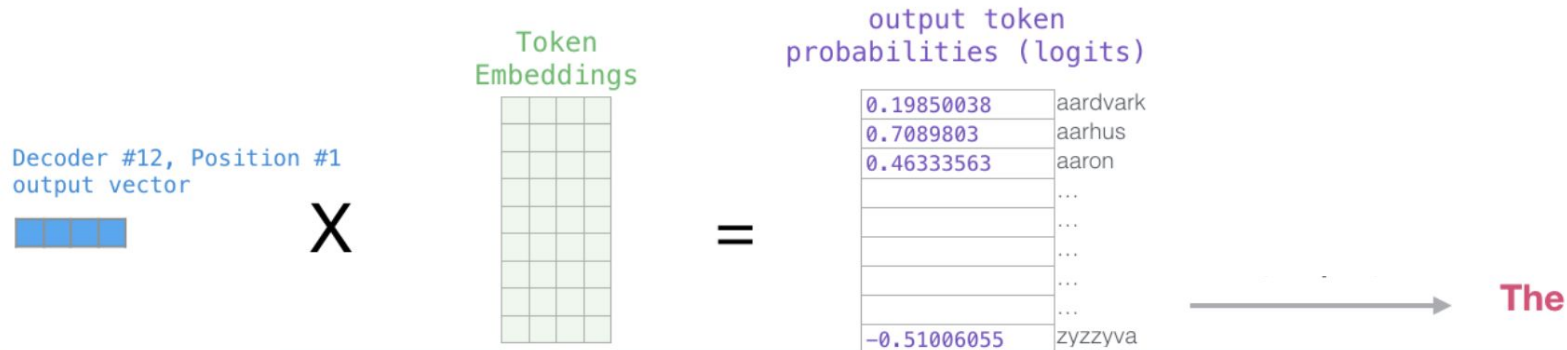 Decoder #12, Position #1
output vector
X
Token
Embeddings
=
output token
probabilities (logits)
0.19850038 aardvark
0.7089803 aarhus
0.46333563 aaron
...
...
...
...
...
-0.51006055 zyzzyva
The